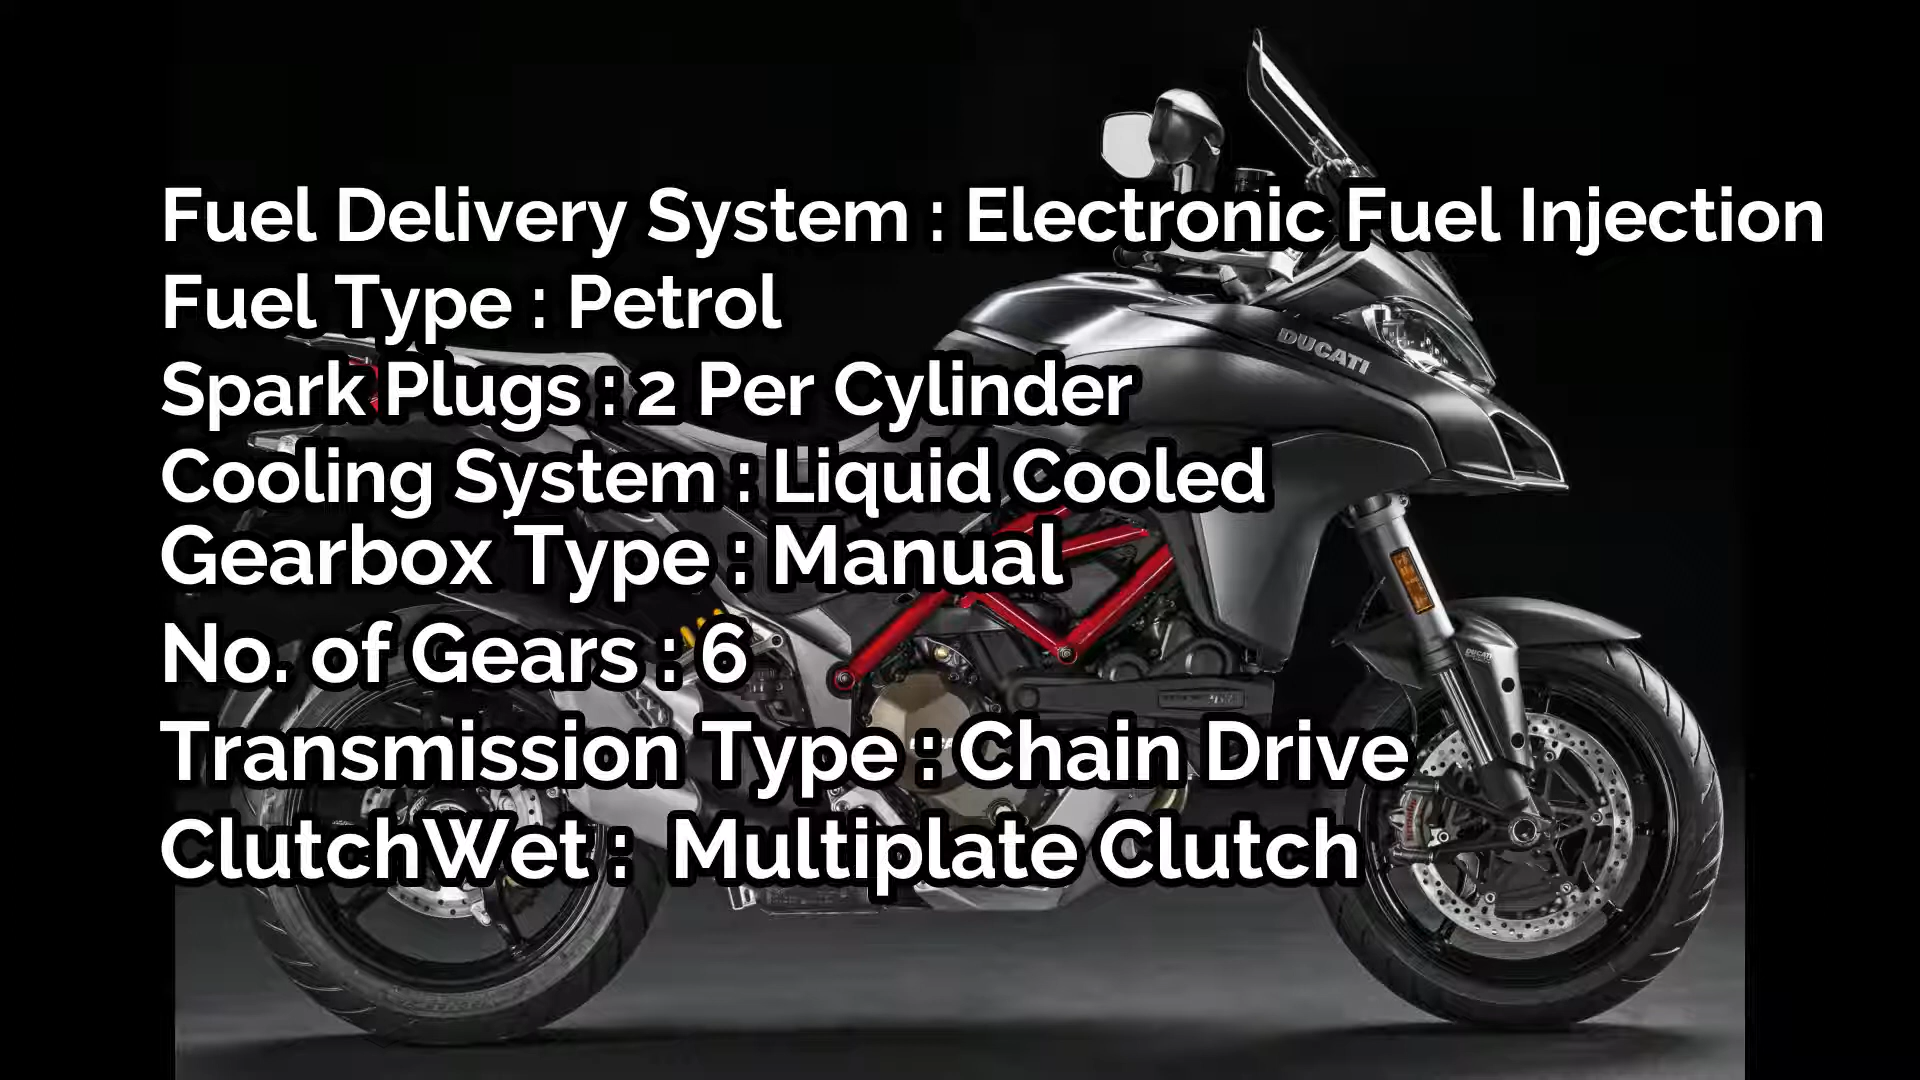 Fuel Delivery System : Electronic Fuel Injection
Fuel Type : Petrol
Spark Plugs : 2 Per Cylinder
Cooling System : Liquid Cooled
Gearbox Type : Manual
No. of Gears : 6
Transmission Type : Chain Drive
ClutchWet :  Multiplate Clutch
DUCATI
DUCATI